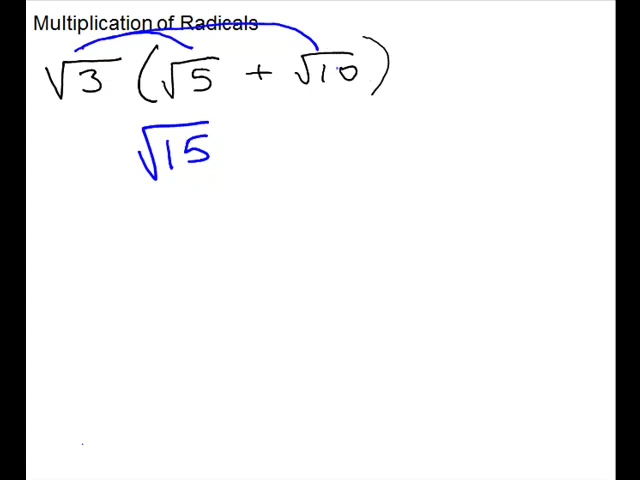 Multiplication of Radicals
√3 (√5 + √10)
√15